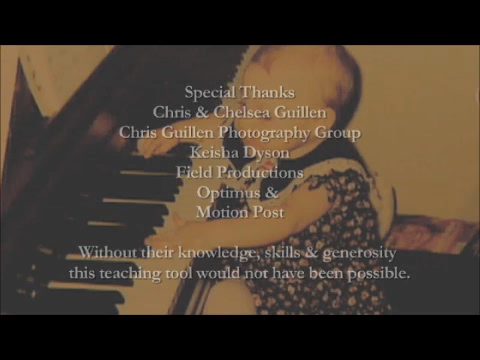 Special Thanks
Chris & Chelsea Guillen
Chris Guillen Photography Group
Keisha Dyson
Field Productions
Optimus &
Motion Post
Without their knowledge, skills & generosity
this teaching tool would not have been possible.